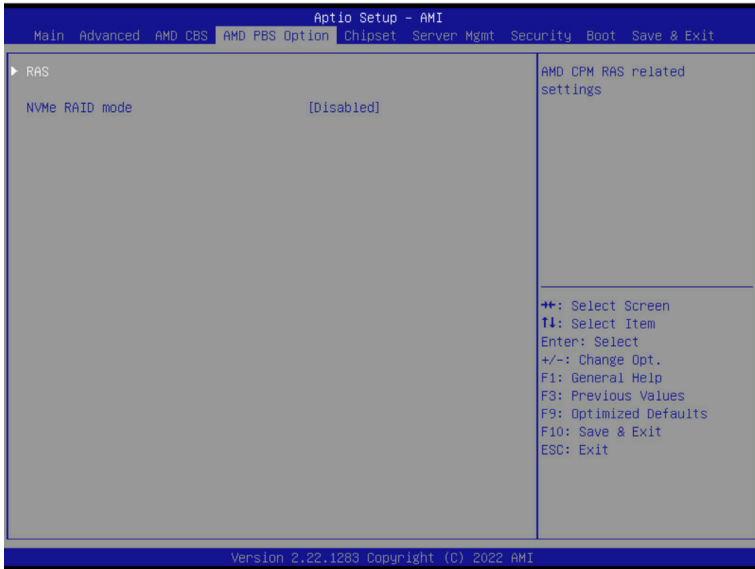 Aptio Setup – AMI
Main Advanced AMD CBS AMD PBS Option Chipset Server Mgmt Security Boot Save & Exit
RAS
NVMe RAID mode [Disabled]
AMD CPM RAS related
settings
→←: Select Screen
↑↓: Select Item
Enter: Select
+/-: Change Opt.
F1: General Help
F3: Previous Values
F9: Optimized Defaults
F10: Save & Exit
ESC: Exit
Version 2.22.1283 Copyright (C) 2022 AMI